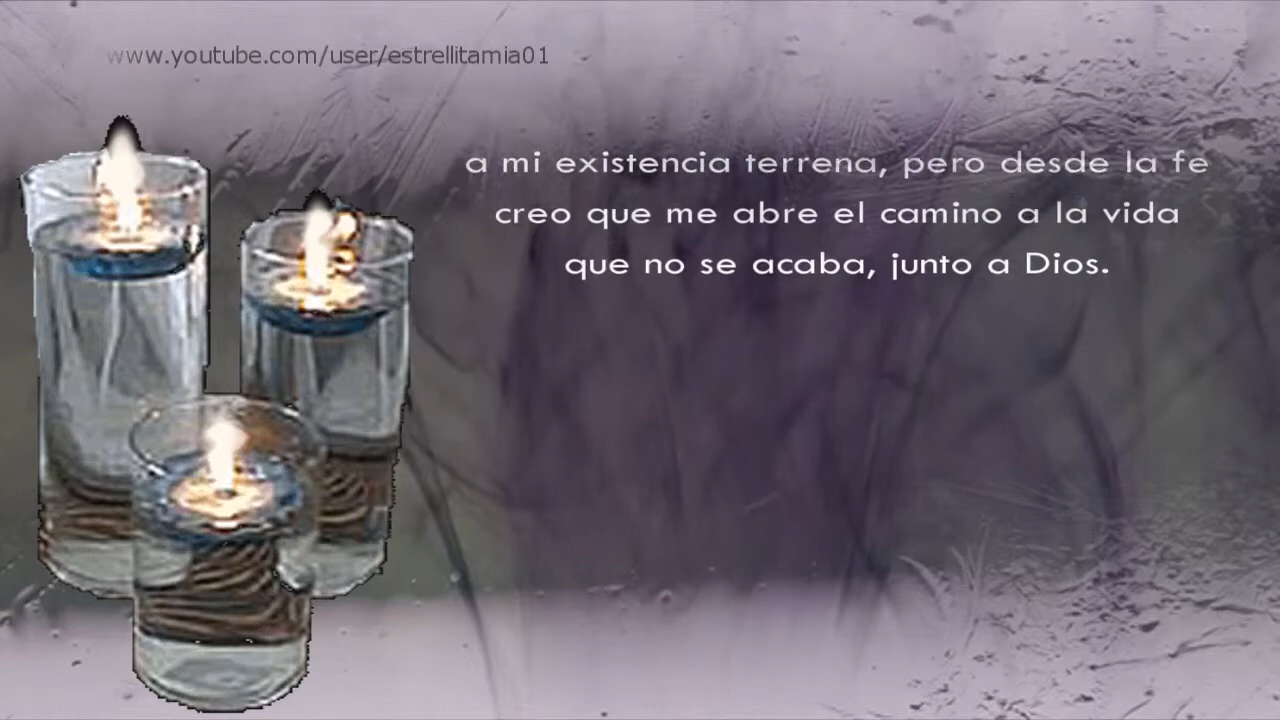 www.youtube.com/user/estrellitamia01
a mi existencia terrena, pero desde la fe
creo que me abre el camino a la vida
que no se acaba, junto a Dios.